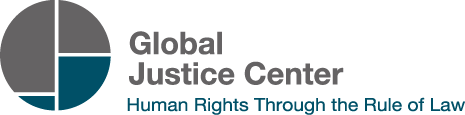 Global
Justice Center
Human Rights Through the Rule of Law